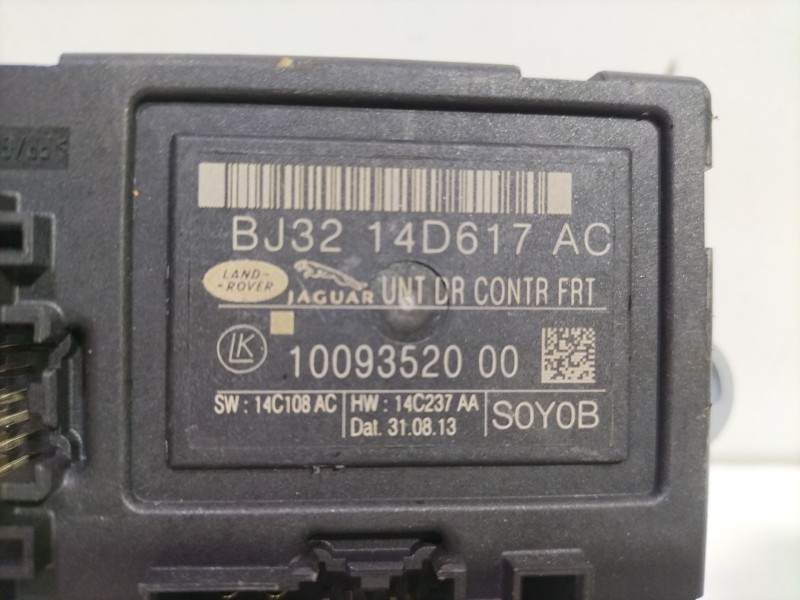 BJ32 14D617 AC
LAND-
-ROVER
JAGUAR
UNT DR CONTR FRT
LK
10093520 00
SW : 14C108 AC
HW : 14C237 AA
Dat. 31.08.13
S0Y0B